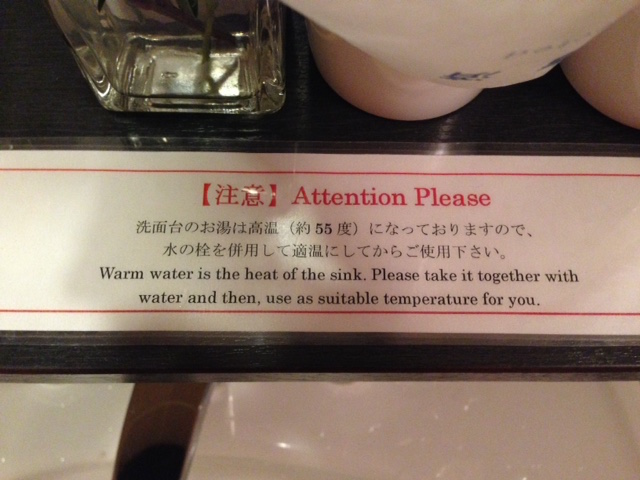 【注意】Attention Please
洗面台のお湯は高温（約55度）になっておりますので、
水の栓を併用して適温にしてからご使用下さい。
Warm water is the heat of the sink. Please take it together with
water and then, use as suitable temperature for you.